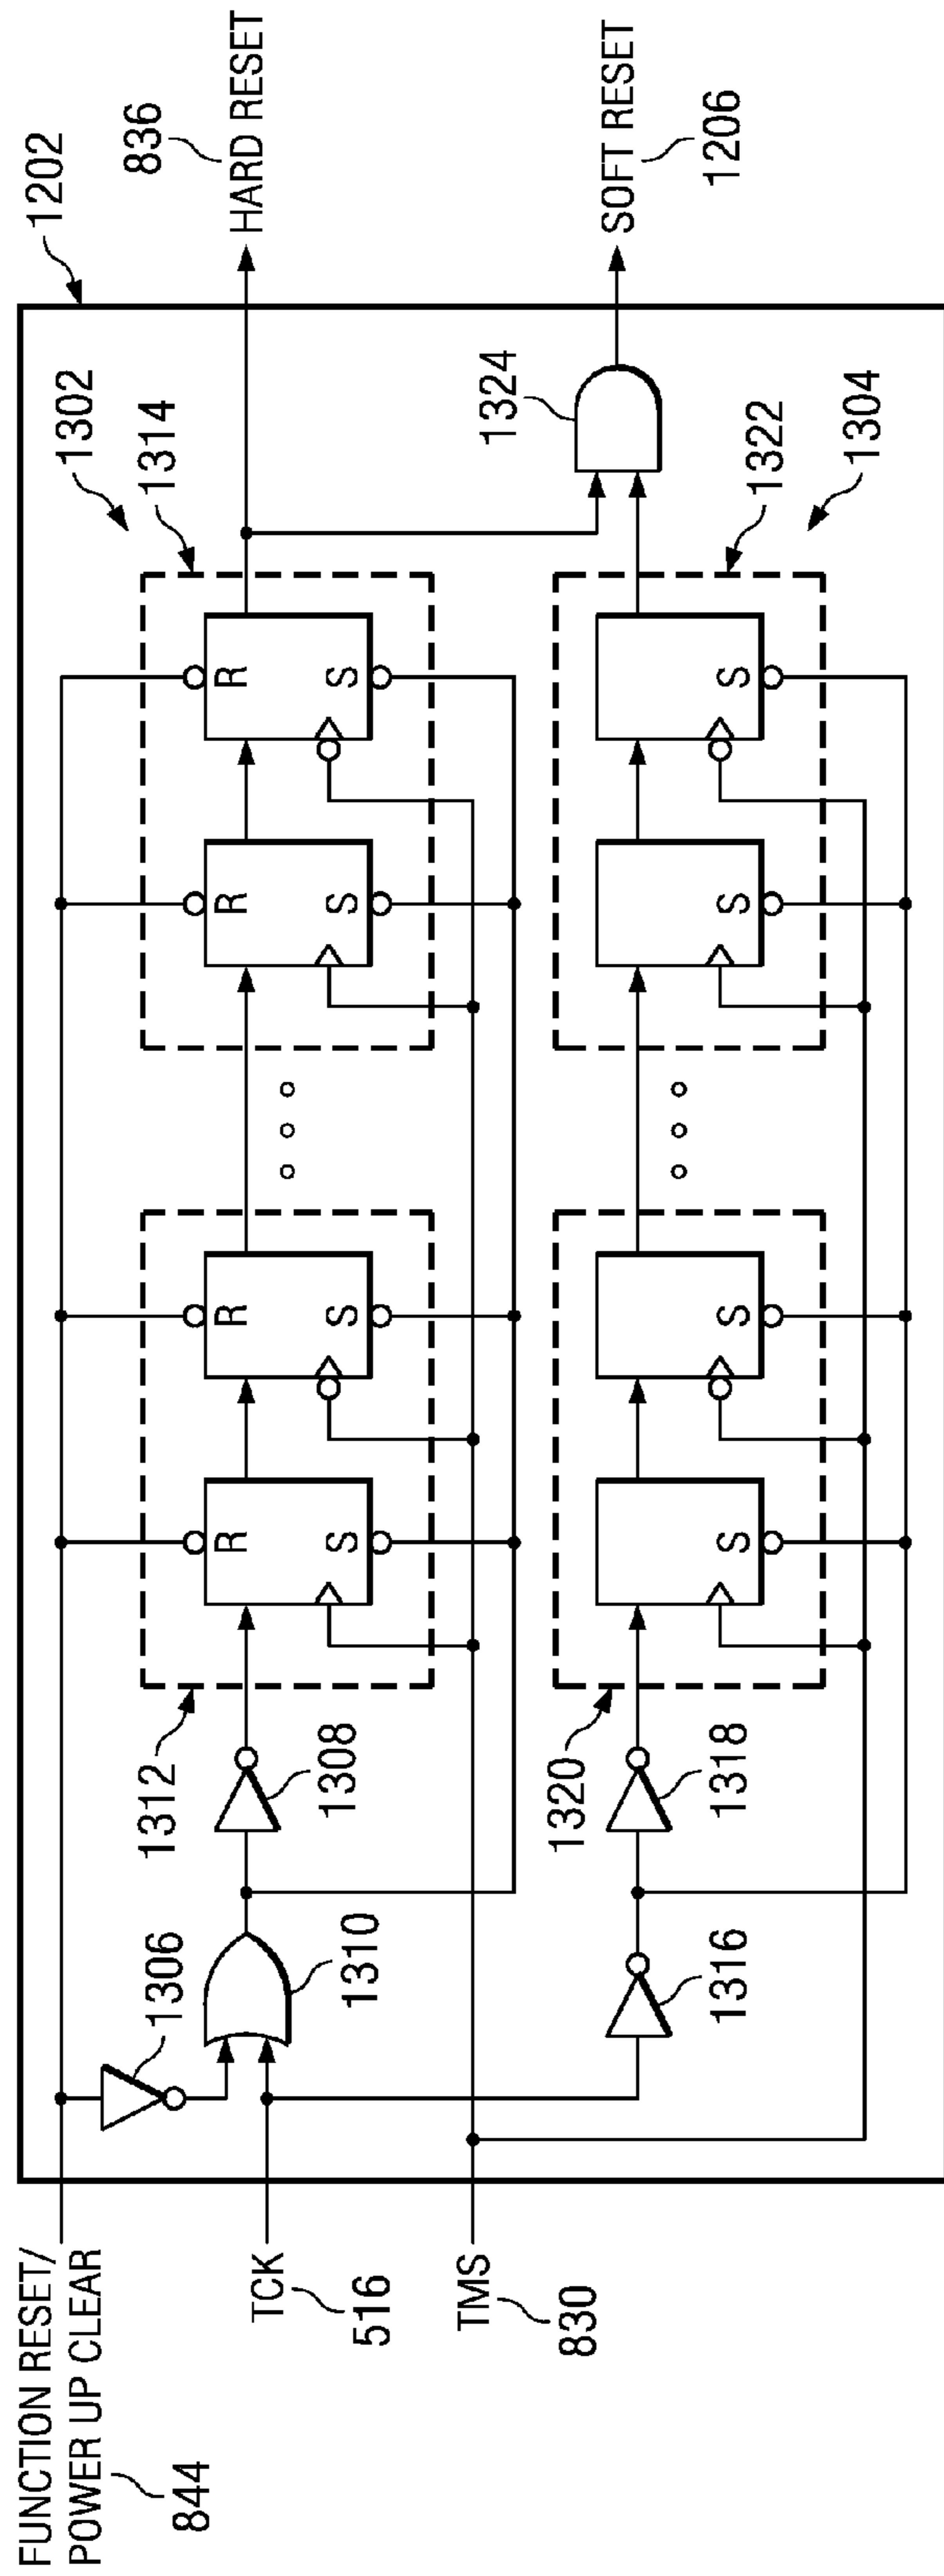 FUNCTION RESET/
POWER UP CLEAR
844
TCK
516
TMS
830
1306
1310
1308
1312
R
S
R
S
R
S
R
S
1302
1314
1202
836
HARD RESET
1316
1318
1320
S
S
S
S
1322
1304
1324
SOFT RESET
1206